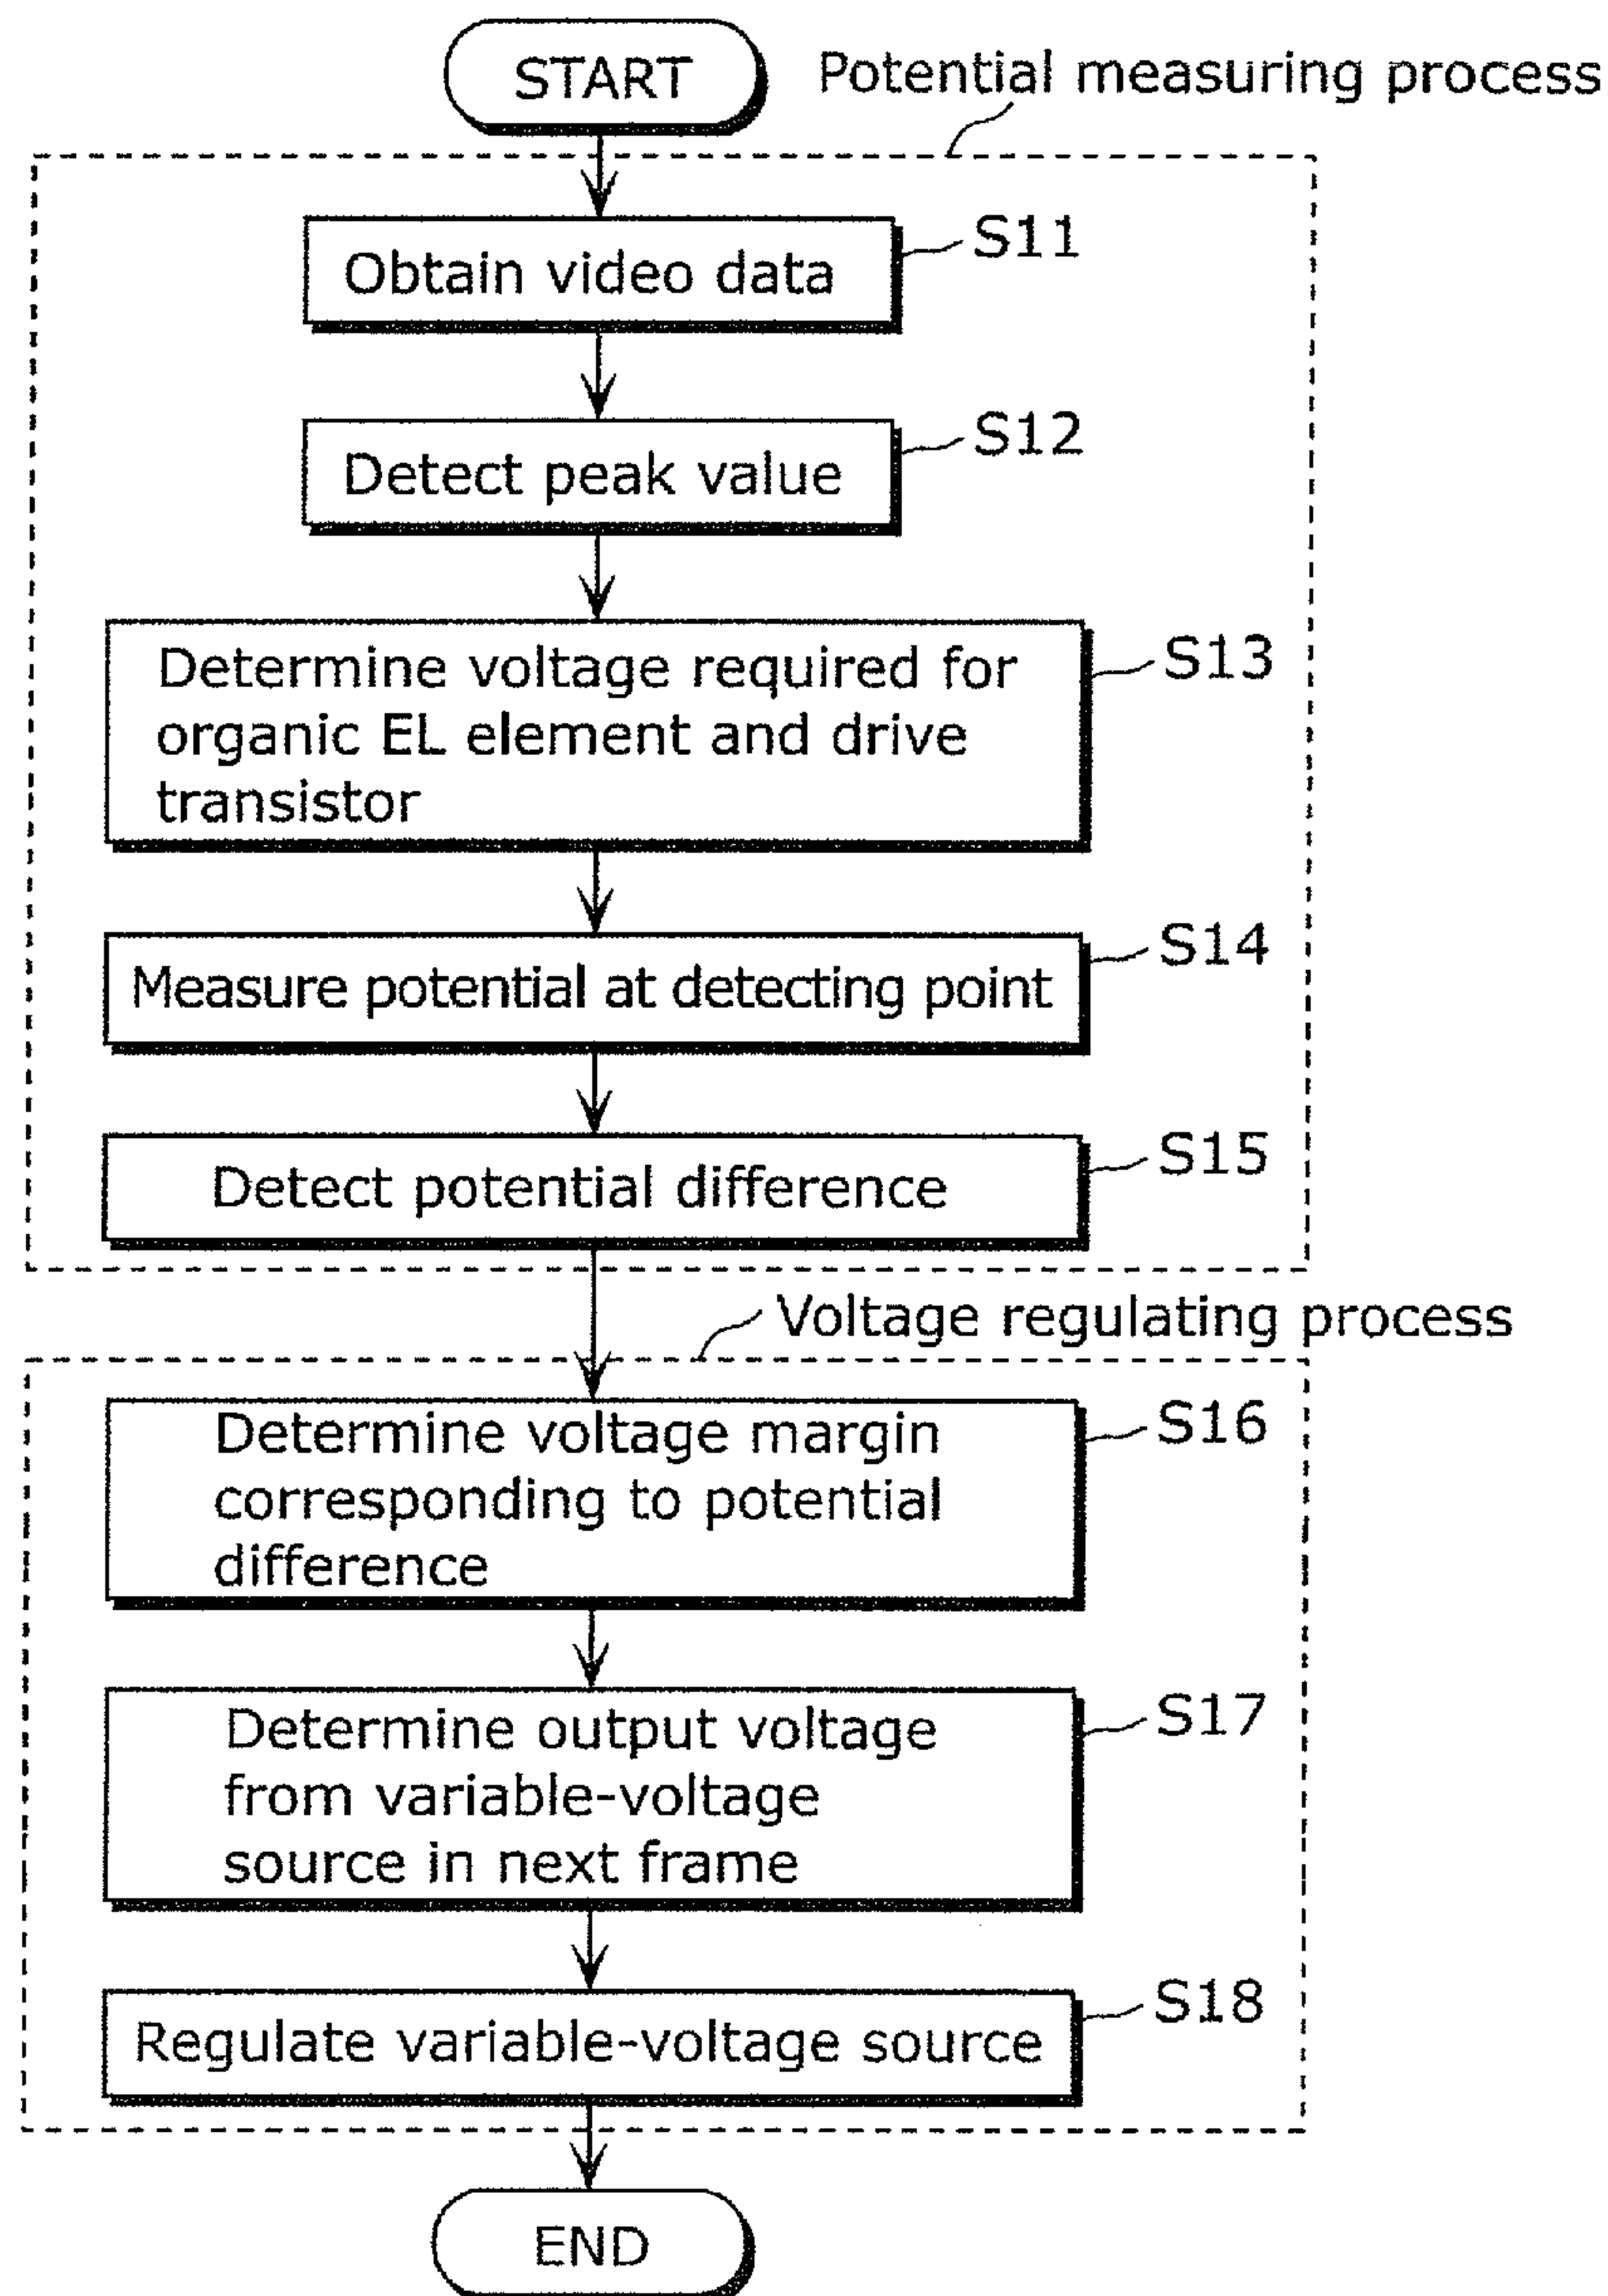 START
Potential measuring process
Obtain video data
S11
Detect peak value
S12
Determine voltage required for
organic EL element and drive
transistor
S13
Measure potential at detecting point
S14
Detect potential difference
S15
Voltage regulating process
Determine voltage margin
corresponding to potential
difference
S16
Determine output voltage
from variable-voltage
source in next frame
S17
Regulate variable-voltage source
S18
END